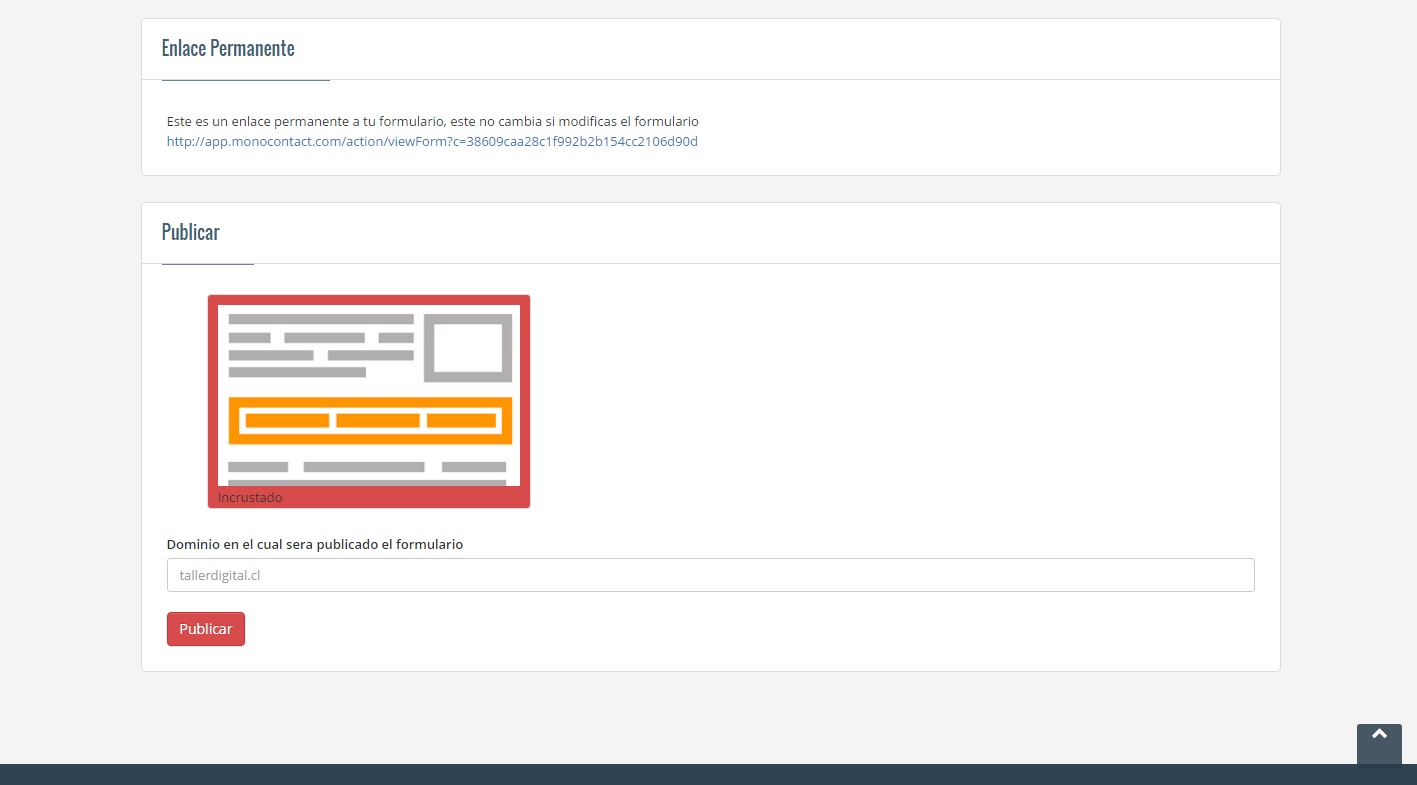 Enlace Permanente
Este es un enlace permanente a tu formulario, este no cambia si modificas el formulario
http://app.monocontact.com/action/viewForm?c=38609caa28c1f992b2b154cc2106d90d
Publicar
Incrustado
Dominio en el cual sera publicado el formulario
tallerdigital.cl
Publicar